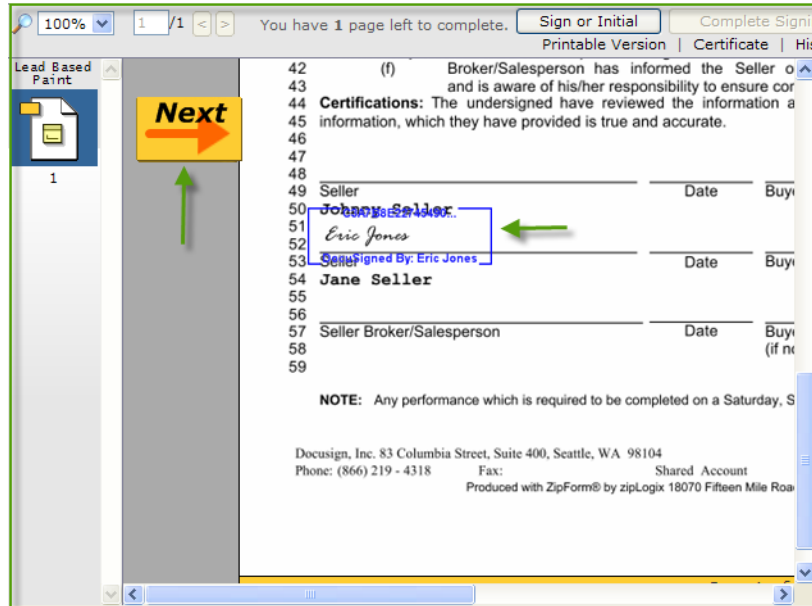 100% 1 /1 < > You have 1 page left to complete. Sign or Initial Complete Signi
Printable Version | Certificate | His
Lead Based
Paint
1
Next
42 (f) Broker/Salesperson has informed the Seller o
43 and is aware of his/her responsibility to ensure cor
44 Certifications: The undersigned have reviewed the information a
45 information, which they have provided is true and accurate.
46
47
48
49 Seller Date Buye
50 Johnny Seller
51 Eric Jones
52
DocuSigned By: Eric Jones
53 Seller Date Buye
54 Jane Seller
55
56
57 Seller Broker/Salesperson Date Buye
58 (if no
59
NOTE: Any performance which is required to be completed on a Saturday, S
Docusign, Inc. 83 Columbia Street, Suite 400, Seattle, WA 98104
Phone: (866) 219 - 4318 Fax: Shared Account
Produced with ZipForm® by zipLogix 18070 Fifteen Mile Roa